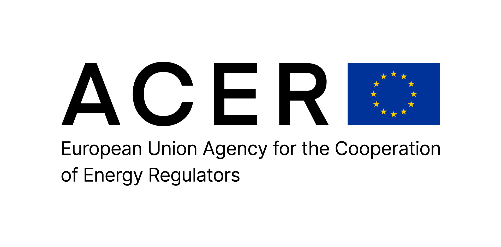 ACER
European Union Agency for the Cooperation
of Energy Regulators